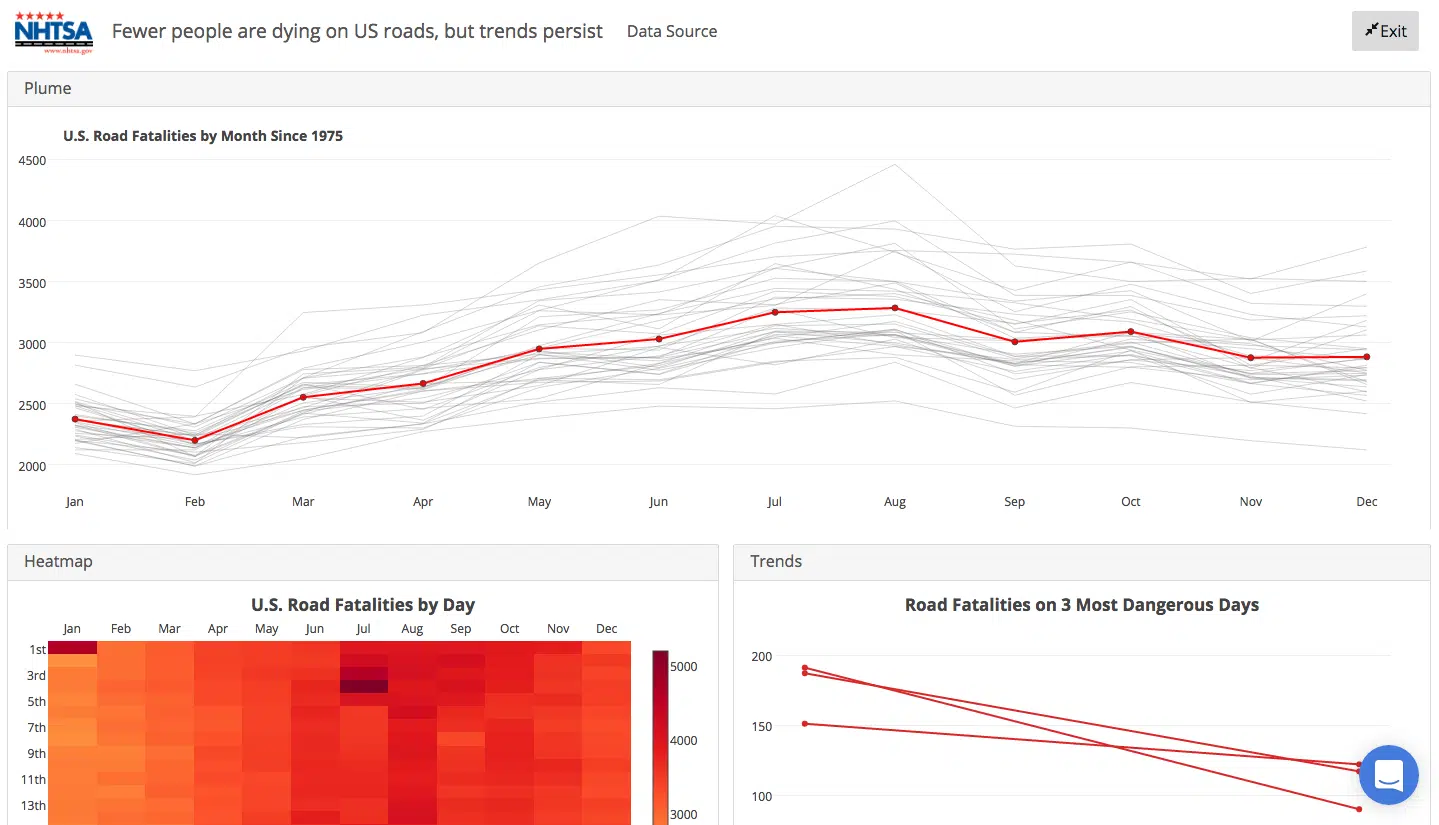 NHTSA
www.nhtsa.gov
Fewer people are dying on US roads, but trends persist
Data Source
Exit
Plume
U.S. Road Fatalities by Month Since 1975
4500
4000
3500
3000
2500
2000
Jan Feb Mar Apr May Jun Jul Aug Sep Oct Nov Dec
Heatmap
U.S. Road Fatalities by Day
Jan Feb Mar Apr May Jun Jul Aug Sep Oct Nov Dec
1st
3rd
5th
7th
9th
11th
13th
5000
4000
3000
Trends
Road Fatalities on 3 Most Dangerous Days
200
150
100